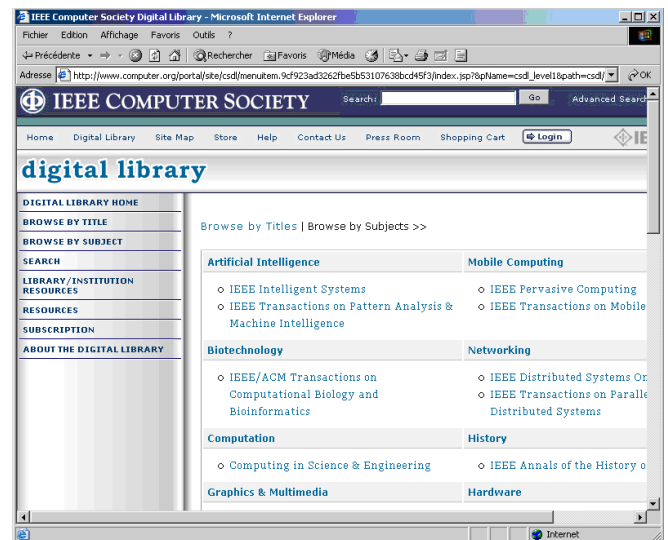 IEEE Computer Society Digital Library - Microsoft Internet Explorer
Fichier Edition Affichage Favoris Outils ?
Précédente Rechercher Favoris Média
Adresse http://www.computer.org/portal/site/csdl/menuitem.9cf923ad3262fbe5b53107638bcd45f3/index.jsp?&pName=csdl_level1&path=csdl/ OK
IEEE COMPUTER SOCIETY Search: Go Advanced Search
Home Digital Library Site Map Store Help Contact Us Press Room Shopping Cart Login IE
digital library
DIGITAL LIBRARY HOME
BROWSE BY TITLE
BROWSE BY SUBJECT
SEARCH
LIBRARY/INSTITUTION
RESOURCES
RESOURCES
SUBSCRIPTION
ABOUT THE DIGITAL LIBRARY
Browse by Titles | Browse by Subjects >>
Artificial Intelligence
IEEE Intelligent Systems
IEEE Transactions on Pattern Analysis &
Machine Intelligence
Mobile Computing
IEEE Pervasive Computing
IEEE Transactions on Mobile
Biotechnology
IEEE/ACM Transactions on
Computational Biology and
Bioinformatics
Networking
IEEE Distributed Systems On
IEEE Transactions on Paralle
Distributed Systems
Computation
Computing in Science & Engineering
History
IEEE Annals of the History o
Graphics & Multimedia
Hardware
Internet